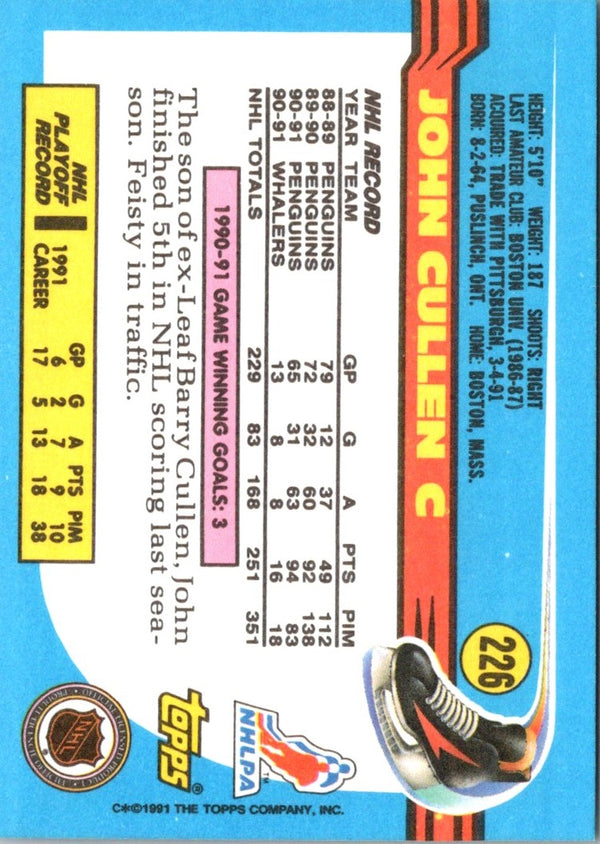 226
JOHN CULLEN C
HEIGHT: 5'10" WEIGHT: 187 SHOOTS: RIGHT
LAST AMATEUR CLUB: BOSTON UNIV. (1986-87)
ACQUIRED: TRADE WITH PITTSBURGH, 3-4-91
BORN: 8-2-64, PUSLINCH, ONT. HOME: BOSTON, MASS.
NHL RECORD
YEAR TEAM GP G A PTS PIM
88-89 PENGUINS 79 12 37 49 112
89-90 PENGUINS 72 32 60 92 138
90-91 PENGUINS 65 31 63 94 83
90-91 WHALERS 13 8 8 16 18
NHL TOTALS 229 83 168 251 351
1990-91 GAME WINNING GOALS: 3
The son of ex-Leaf Barry Cullen, John
finished 5th in NHL scoring last sea-
son. Feisty in traffic.
NHL PLAYOFF RECORD
GP G A PTS PIM
1991 6 2 7 9 10
CAREER 17 5 13 18 38
NHLPA™
topps®
NHL
C*©1991 THE TOPPS COMPANY, INC.